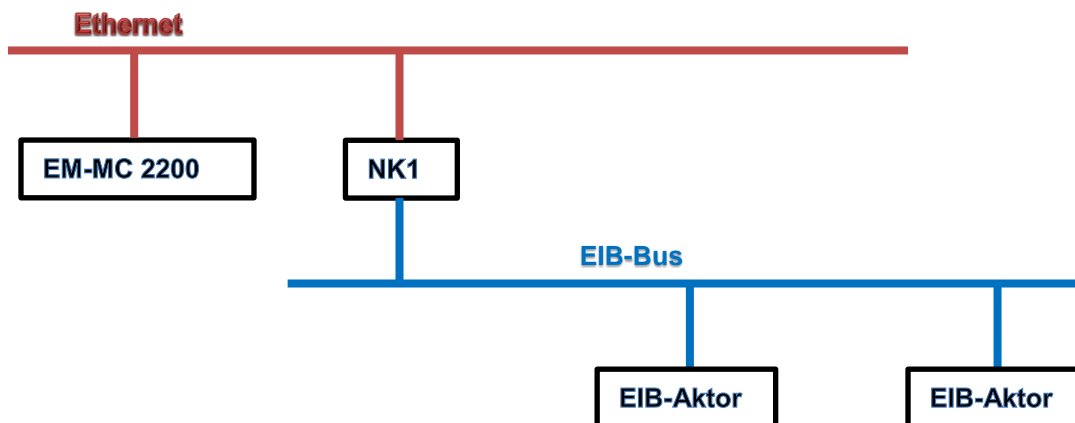 Ethernet
EM-MC 2200
NK1
EIB-Bus
EIB-Aktor
EIB-Aktor